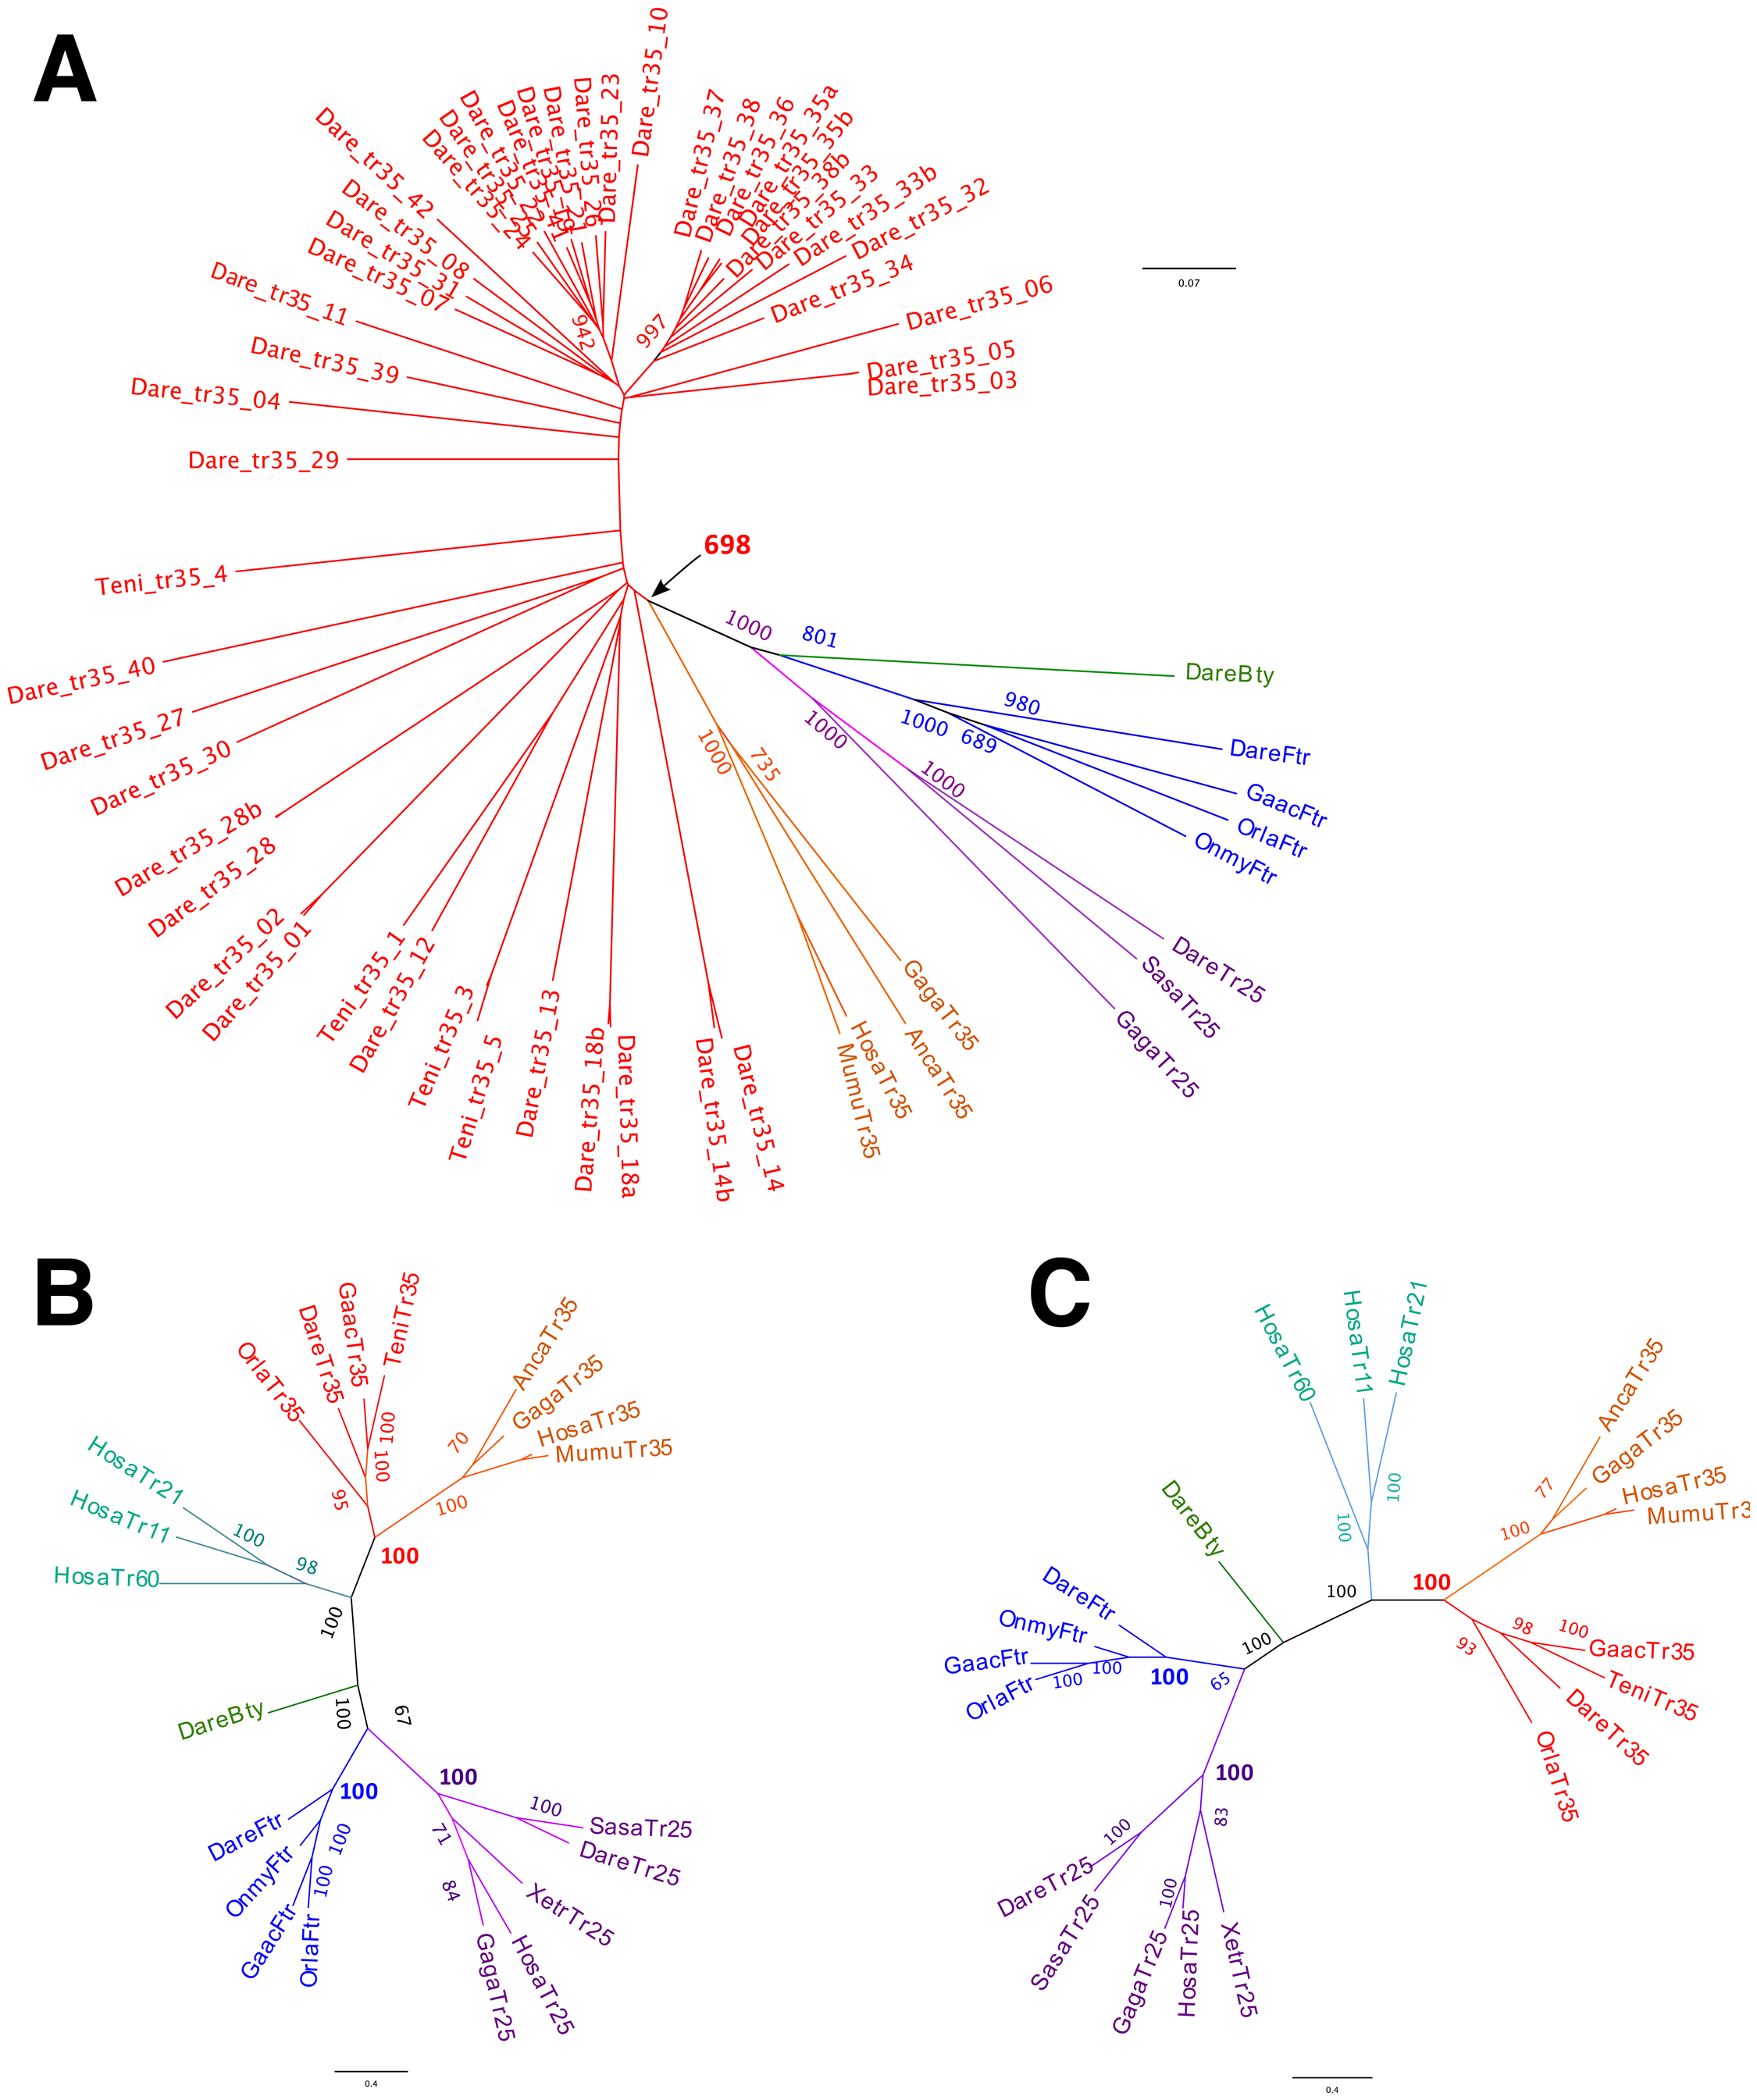 A
Dare_tr35_10
Dare_tr35_23
Dare_tr35_26
Dare_tr35_37
Dare_tr35_38
Dare_tr35_36
Dare_tr35_35a
Dare_tr35_35b
Dare_tr35_38b
Dare_tr35_33
Dare_tr35_33b
Dare_tr35_32
Dare_tr35_34
Dare_tr35_24
Dare_tr35_42
Dare_tr35_08
Dare_tr35_31
Dare_tr35_07
Dare_tr35_11
Dare_tr35_39
Dare_tr35_04
Dare_tr35_29
942
997
Dare_tr35_06
Dare_tr35_05
Dare_tr35_03
0.07
698
Teni_tr35_4
Dare_tr35_40
Dare_tr35_27
Dare_tr35_30
Dare_tr35_28b
Dare_tr35_28
Dare_tr35_02
Dare_tr35_01
Teni_tr35_1
Dare_tr35_12
Teni_tr35_3
Teni_tr35_5
Dare_tr35_13
Dare_tr35_18b
Dare_tr35_18a
Dare_tr35_14b
Dare_tr35_14
1000
801
DareBty
980
1000
689
DareFtr
GaacFtr
OrlaFtr
OnmyFtr
1000
1000
DareTr25
SasaTr25
GagaTr25
1000
735
GagaTr35
AncaTr35
HosaTr35
MumuTr35
B
OrlaTr35
DareTr35
GaacTr35
TeniTr35
AncaTr35
GagaTr35
HosaTr35
MumuTr35
100
100
95
70
100
100
HosaTr21
HosaTr11
HosaTr60
100
98
100
DareBty
100
67
100
100
DareFtr
OnmyFtr
GaacFtr
OrlaFtr
100
100
100
71
84
SasaTr25
DareTr25
XetrTr25
HosaTr25
GagaTr25
0.4
C
HosaTr60
HosaTr11
HosaTr21
100
100
AncaTr35
GagaTr35
HosaTr35
MumuTr3
77
100
100
100
DareBty
100
DareFtr
OnmyFtr
GaacFtr
OrlaFtr
100
100
100
65
98
100
93
GaacTr35
TeniTr35
DareTr35
OrlaTr35
100
83
100
100
DareTr25
SasaTr25
GagaTr25
HosaTr25
XetrTr25
0.4